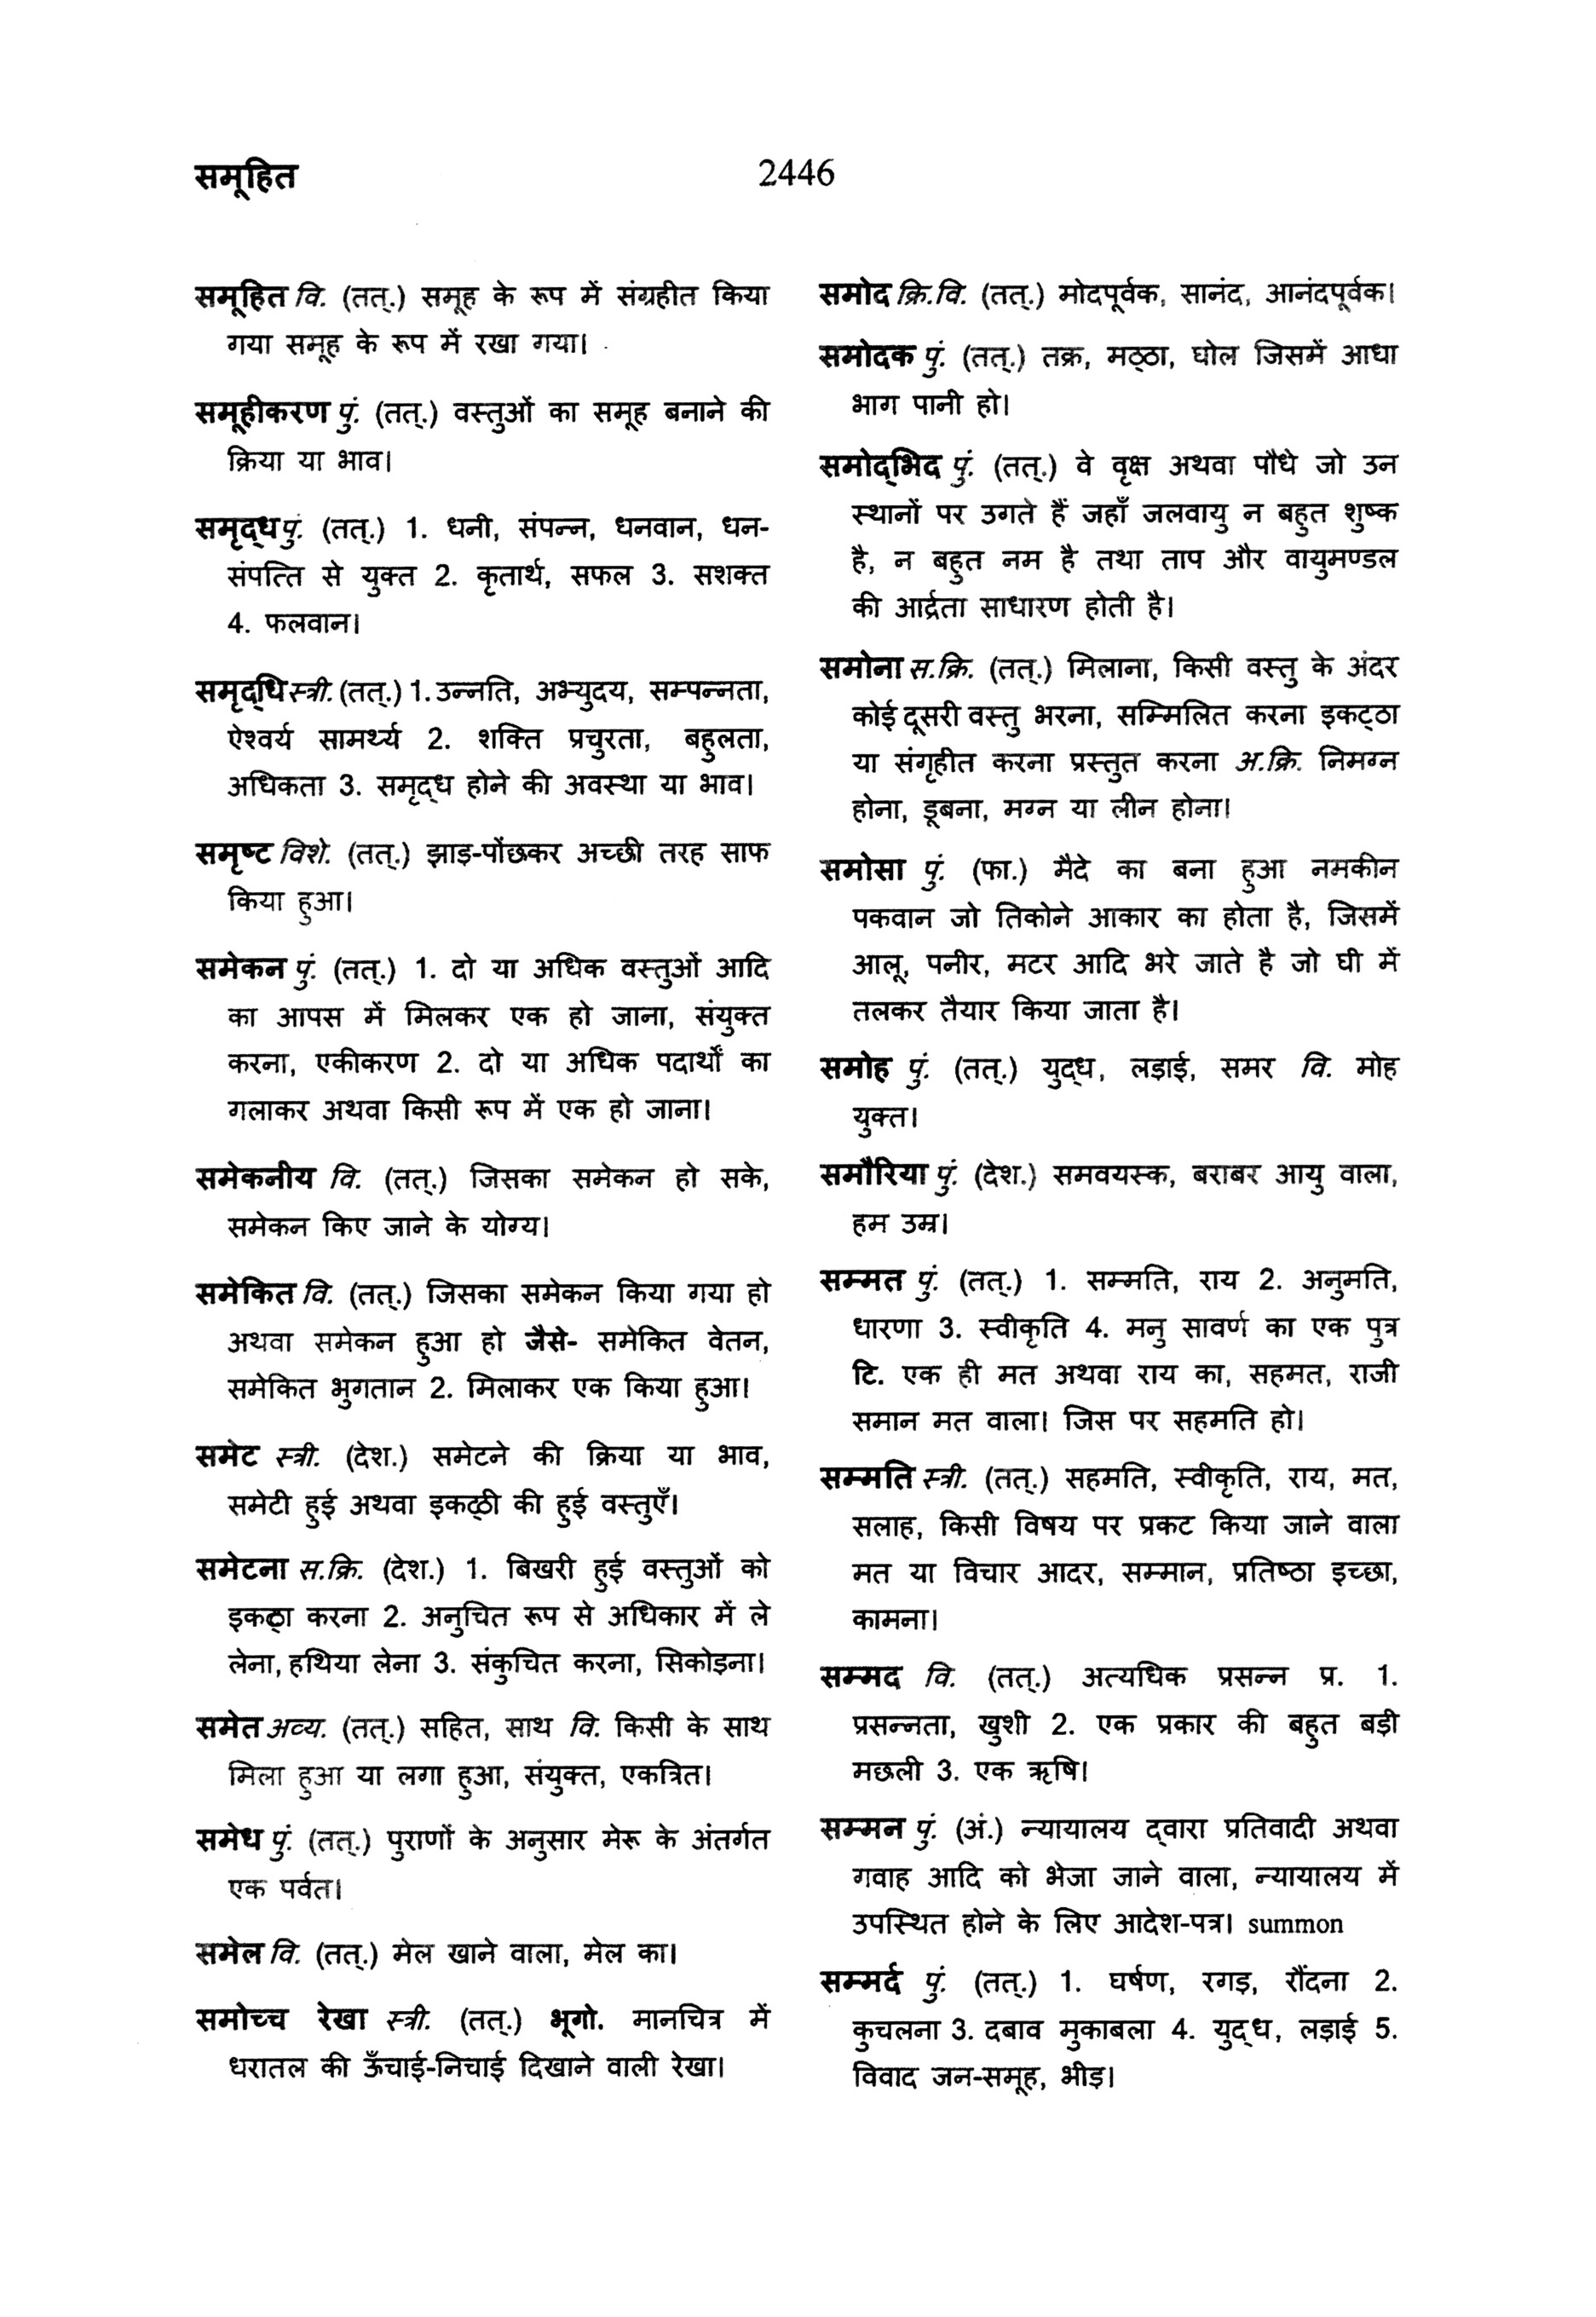 समूहित
2446
समूहित वि. (तत्.) समूह के रूप में संग्रहीत किया
गया समूह के रूप में रखा गया।
समूहीकरण पुं. (तत्.) वस्तुओं का समूह बनाने की
क्रिया या भाव।
समृद्ध पुं. (तत्.) 1. धनी, संपन्न, धनवान, धन-
संपत्ति से युक्त 2. कृतार्थ, सफल 3. सशक्त
4. फलवान।
समृद्धि स्त्री. (तत्.) 1. उन्नति, अभ्युदय, सम्पन्नता,
ऐश्वर्य सामर्थ्य 2. शक्ति प्रचुरता, बहुलता,
अधिकता 3. समृद्ध होने की अवस्था या भाव।
समृष्ट विशे. (तत्.) झाड़-पोंछकर अच्छी तरह साफ
किया हुआ।
समेकन पुं. (तत्.) 1. दो या अधिक वस्तुओं आदि
का आपस में मिलकर एक हो जाना, संयुक्त
करना, एकीकरण 2. दो या अधिक पदार्थों का
गलाकर अथवा किसी रूप में एक हो जाना।
समेकनीय वि. (तत्.) जिसका समेकन हो सके,
समेकन किए जाने के योग्य।
समेकित वि. (तत्.) जिसका समेकन किया गया हो
अथवा समेकन हुआ हो जैसे- समेकित वेतन,
समेकित भुगतान 2. मिलाकर एक किया हुआ।
समेट स्त्री. (देश.) समेटने की क्रिया या भाव,
समेटी हुई अथवा इकठ्ठी की हुई वस्तुएँ।
समेटना स.क्रि. (देश.) 1. बिखरी हुई वस्तुओं को
इकठ्ठा करना 2. अनुचित रूप से अधिकार में ले
लेना, हथिया लेना 3. संकुचित करना, सिकोड़ना।
समेत अव्य. (तत्.) सहित, साथ वि. किसी के साथ
मिला हुआ या लगा हुआ, संयुक्त, एकत्रित।
समेध पुं. (तत्.) पुराणों के अनुसार मेरू के अंतर्गत
एक पर्वत।
समेल वि. (तत्.) मेल खाने वाला, मेल का।
समोच्च रेखा स्त्री. (तत्.) भूगो. मानचित्र में
धरातल की ऊँचाई-निचाई दिखाने वाली रेखा।
समोद क्रि.वि. (तत्.) मोदपूर्वक, सानंद, आनंदपूर्वक।
समोदक पुं. (तत्.) तक्र, मट्ठा, घोल जिसमें आधा
भाग पानी हो।
समोद्भिद पुं. (तत्.) वे वृक्ष अथवा पौधे जो उन
स्थानों पर उगते हैं जहाँ जलवायु न बहुत शुष्क
है, न बहुत नम है तथा ताप और वायुमण्डल
की आर्द्रता साधारण होती है।
समोना स.क्रि. (तत्.) मिलाना, किसी वस्तु के अंदर
कोई दूसरी वस्तु भरना, सम्मिलित करना इकट्ठा
या संगृहीत करना प्रस्तुत करना अ.क्रि. निमग्न
होना, डूबना, मग्न या लीन होना।
समोसा पुं. (फा.) मैदे का बना हुआ नमकीन
पकवान जो तिकोने आकार का होता है, जिसमें
आलू, पनीर, मटर आदि भरे जाते है जो घी में
तलकर तैयार किया जाता है।
समोह पुं. (तत्.) युद्ध, लड़ाई, समर वि. मोह
युक्त।
समौरिया पुं. (देश.) समवयस्क, बराबर आयु वाला,
हम उम्र।
सम्मत पुं. (तत्.) 1. सम्मति, राय 2. अनुमति,
धारणा 3. स्वीकृति 4. मनु सावर्ण का एक पुत्र
टि. एक ही मत अथवा राय का, सहमत, राजी
समान मत वाला। जिस पर सहमति हो।
सम्मति स्त्री. (तत्.) सहमति, स्वीकृति, राय, मत,
सलाह, किसी विषय पर प्रकट किया जाने वाला
मत या विचार आदर, सम्मान, प्रतिष्ठा इच्छा,
कामना।
सम्मद वि. (तत्.) अत्यधिक प्रसन्न प्र. 1.
प्रसन्नता, खुशी 2. एक प्रकार की बहुत बड़ी
मछली 3. एक ऋषि।
सम्मन पुं. (अं.) न्यायालय द्वारा प्रतिवादी अथवा
गवाह आदि को भेजा जाने वाला, न्यायालय में
उपस्थित होने के लिए आदेश-पत्र। summon
सम्मर्द पुं. (तत्.) 1. घर्षण, रगड़, रौंदना 2.
कुचलना 3. दबाव मुकाबला 4. युद्ध, लड़ाई 5.
विवाद जन-समूह, भीड़।